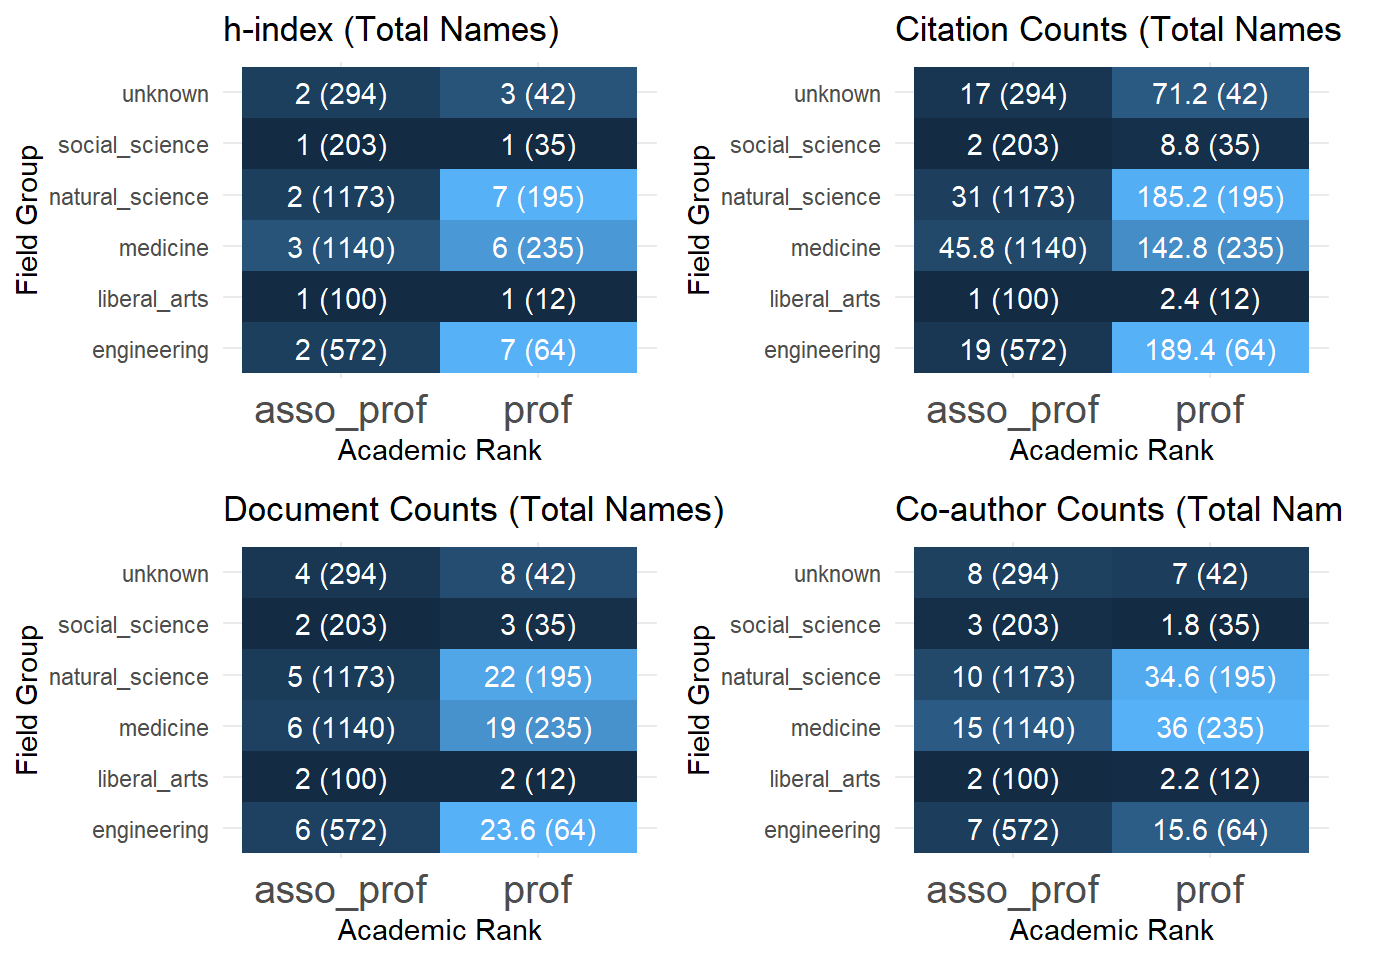 h-index (Total Names)
Field Group
unknown 2 (294) 3 (42)
social_science 1 (203) 1 (35)
natural_science 2 (1173) 7 (195)
medicine 3 (1140) 6 (235)
liberal_arts 1 (100) 1 (12)
engineering 2 (572) 7 (64)
asso_prof prof
Academic Rank
Citation Counts (Total Names
Field Group
unknown 17 (294) 71.2 (42)
social_science 2 (203) 8.8 (35)
natural_science 31 (1173) 185.2 (195)
medicine 45.8 (1140) 142.8 (235)
liberal_arts 1 (100) 2.4 (12)
engineering 19 (572) 189.4 (64)
asso_prof prof
Academic Rank
Document Counts (Total Names)
Field Group
unknown 4 (294) 8 (42)
social_science 2 (203) 3 (35)
natural_science 5 (1173) 22 (195)
medicine 6 (1140) 19 (235)
liberal_arts 2 (100) 2 (12)
engineering 6 (572) 23.6 (64)
asso_prof prof
Academic Rank
Co-author Counts (Total Nam
Field Group
unknown 8 (294) 7 (42)
social_science 3 (203) 1.8 (35)
natural_science 10 (1173) 34.6 (195)
medicine 15 (1140) 36 (235)
liberal_arts 2 (100) 2.2 (12)
engineering 7 (572) 15.6 (64)
asso_prof prof
Academic Rank